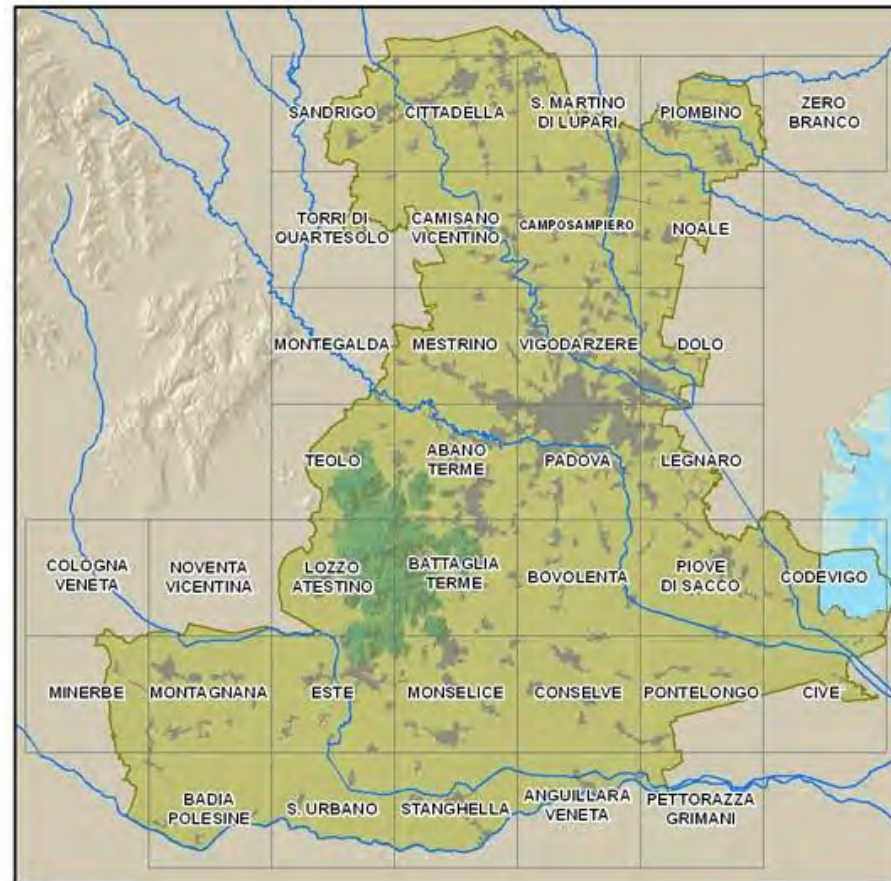 SANDRIGO
CITTADELLA
S. MARTINO
DI LUPARI
PIOMBINO
ZERO
BRANCO
TORRI DI
QUARTESOLO
CAMISANO
VICENTINO
CAMPOSAMPIERO
NOALE
MONTEGALDA
MESTRINO
VIGODARZERE
DOLO
TEOLO
ABANO
TERME
PADOVA
LEGNARO
COLOGNA
VENETA
NOVENTA
VICENTINA
LOZZO
ATESTINO
BATTAGLIA
TERME
BOVOLENTA
PIOVE
DI SACCO
CODEVIGO
MINERBE
MONTAGNANA
ESTE
MONSELICE
CONSELVE
PONTELONGO
CIVE
BADIA
POLESINE
S. URBANO
STANGHELLA
ANGUILLARA
VENETA
PETTORAZZA
GRIMANI